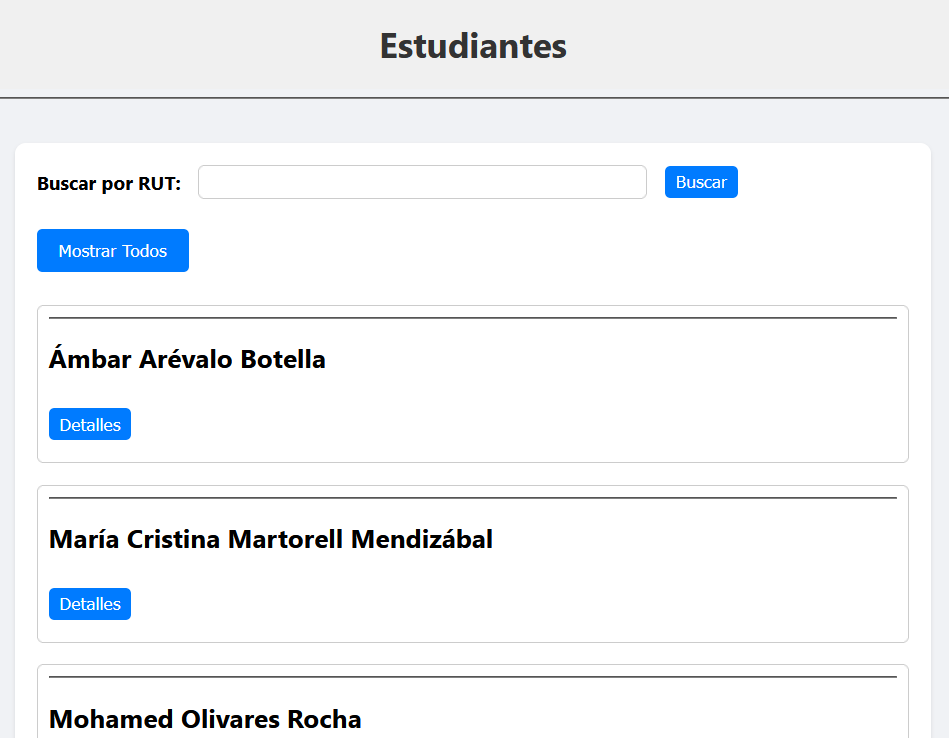 Estudiantes
Buscar por RUT: Buscar
Mostrar Todos
Ámbar Arévalo Botella
Detalles
María Cristina Martorell Mendizábal
Detalles
Mohamed Olivares Rocha